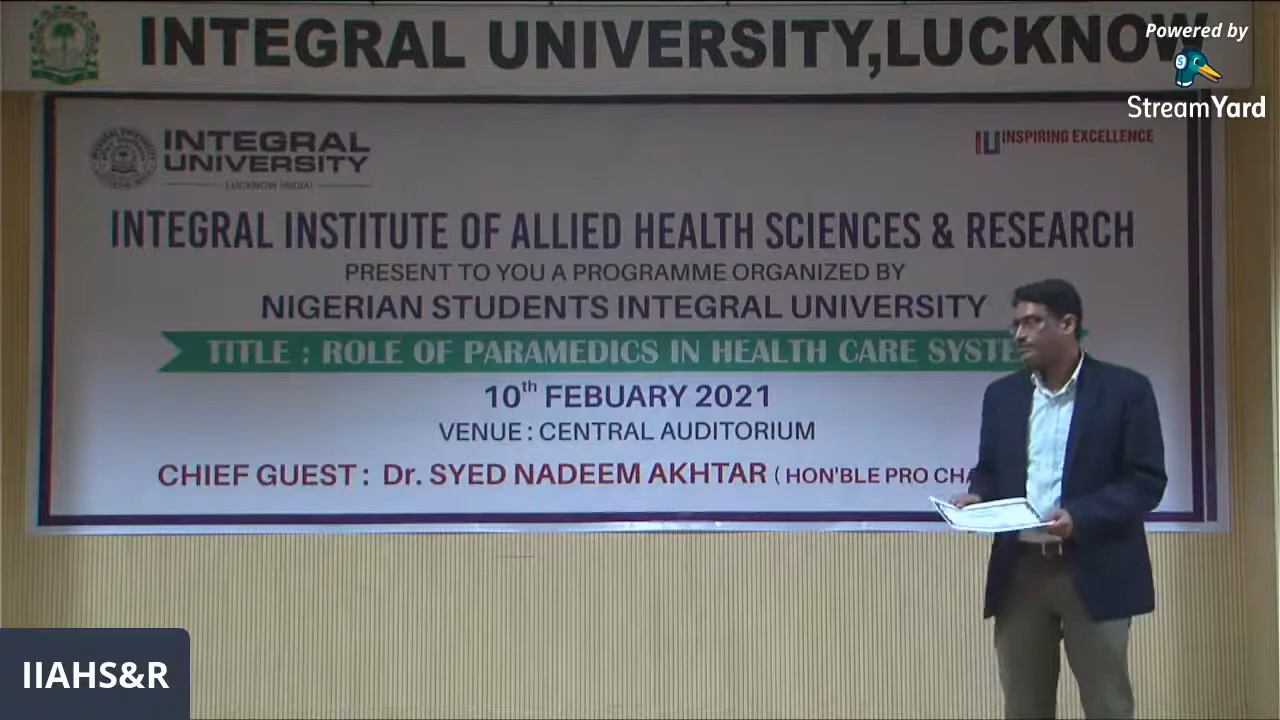 INTEGRAL UNIVERSITY,LUCKNOW
Powered by
StreamYard
INTEGRAL
UNIVERSITY
LUCKNOW (INDIA)
IU INSPIRING EXCELLENCE
INTEGRAL INSTITUTE OF ALLIED HEALTH SCIENCES & RESEARCH
PRESENT TO YOU A PROGRAMME ORGANIZED BY
NIGERIAN STUDENTS INTEGRAL UNIVERSITY
TITLE : ROLE OF PARAMEDICS IN HEALTH CARE SYSTE
10th FEBUARY 2021
VENUE : CENTRAL AUDITORIUM
CHIEF GUEST : Dr. SYED NADEEM AKHTAR ( HON'BLE PRO CHA
IIAHS&R